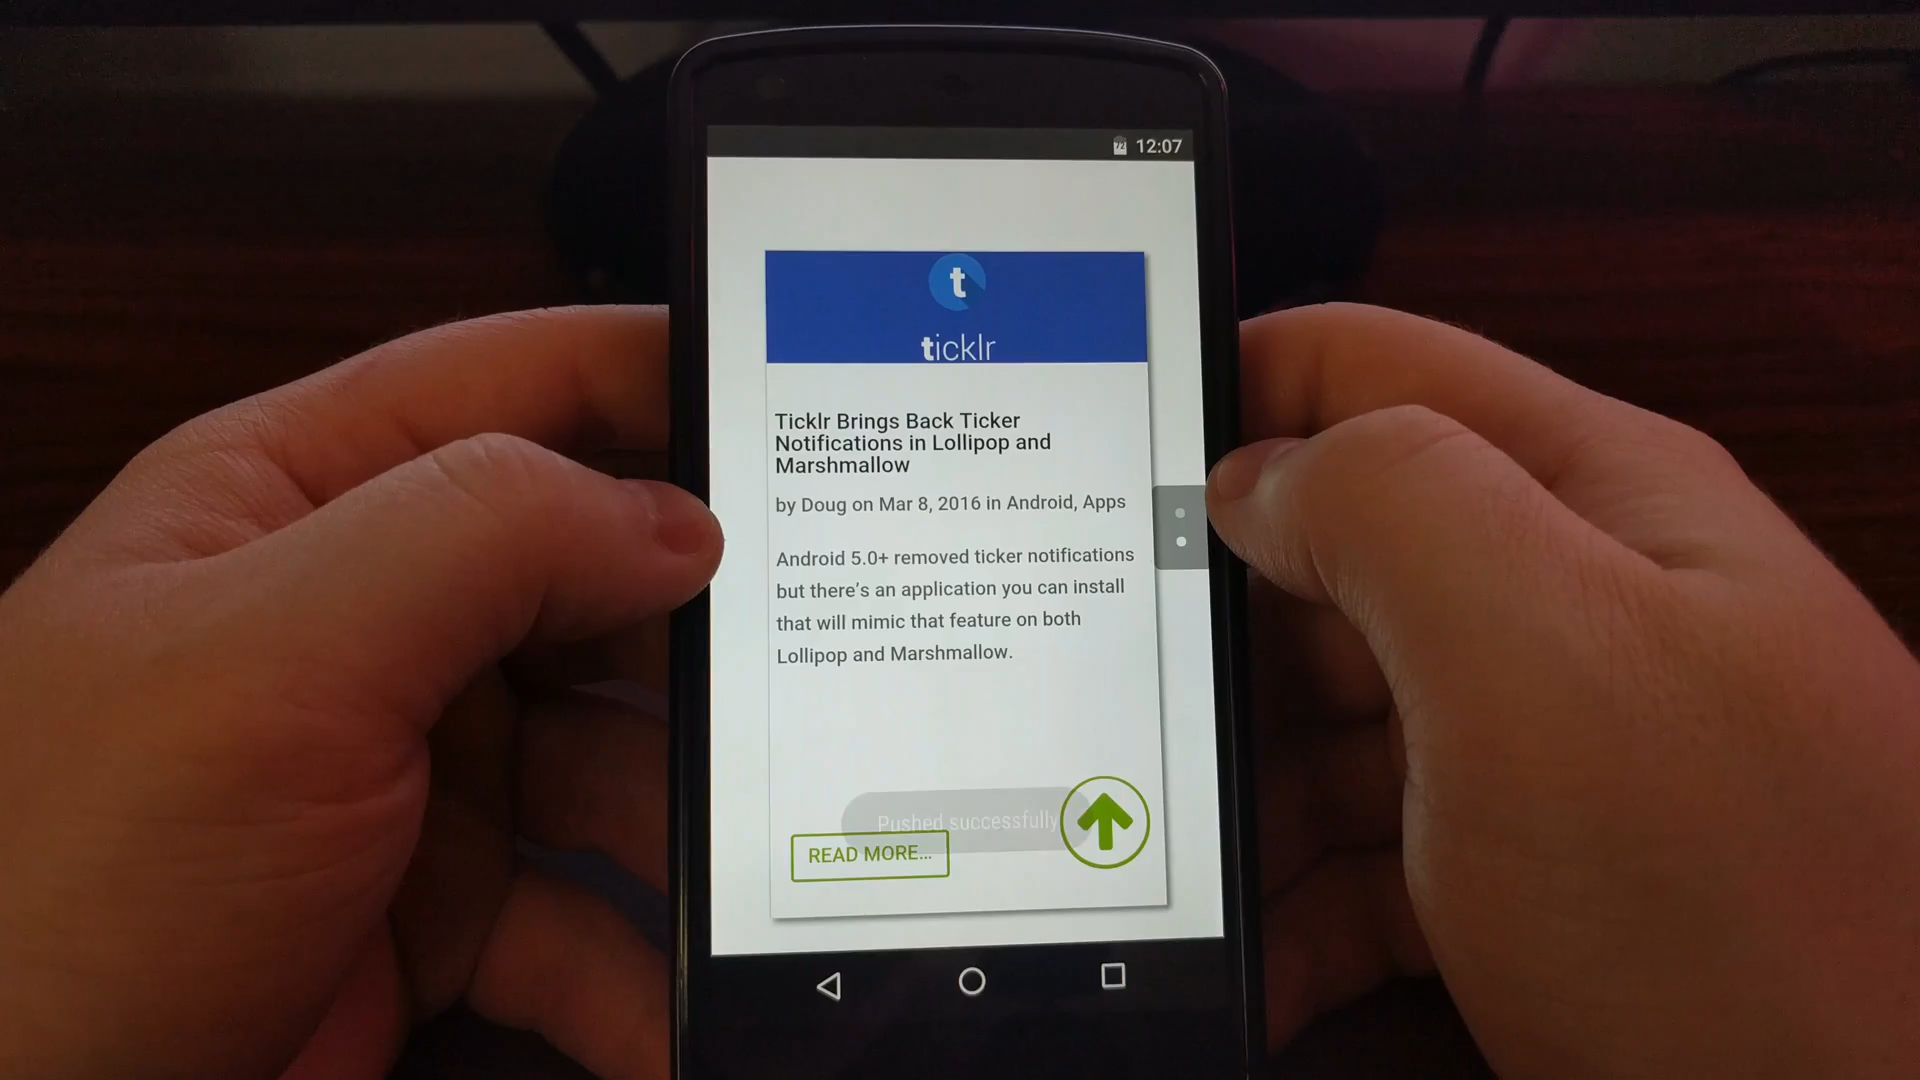 72 12:07
t
ticklr
Ticklr Brings Back Ticker
Notifications in Lollipop and
Marshmallow
by Doug on Mar 8, 2016 in Android, Apps
Android 5.0+ removed ticker notifications
but there's an application you can install
that will mimic that feature on both
Lollipop and Marshmallow.
Pushed successfully
READ MORE...